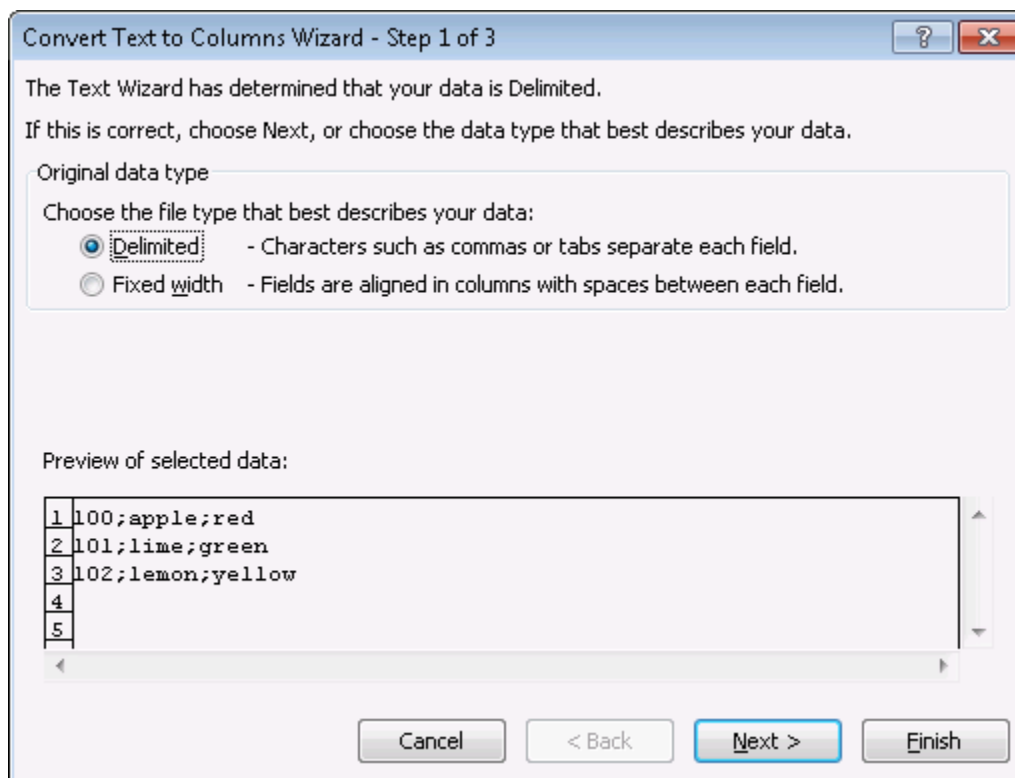 Convert Text to Columns Wizard - Step 1 of 3
The Text Wizard has determined that your data is Delimited.
If this is correct, choose Next, or choose the data type that best describes your data.
Original data type
Choose the file type that best describes your data:
Delimited - Characters such as commas or tabs separate each field.
Fixed width - Fields are aligned in columns with spaces between each field.
Preview of selected data:
1 100;apple;red
2 101;lime;green
3 102;lemon;yellow
4
5
Cancel < Back Next > Finish